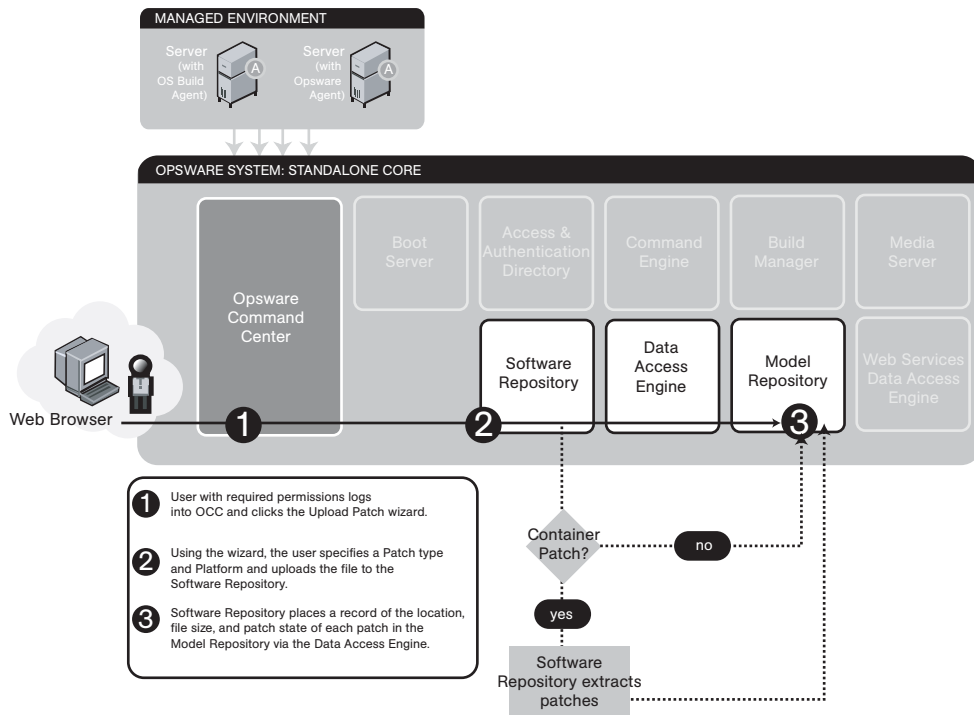 MANAGED ENVIRONMENT
Server
(with
OS Build
Agent)
A
Server
(with
Opsware
Agent)
A
OPSWARE SYSTEM: STANDALONE CORE
Opsware
Command
Center
Boot
Server
Access &
Authentication
Directory
Command
Engine
Build
Manager
Media
Server
Software
Repository
Data
Access
Engine
Model
Repository
Web Services
Data Access
Engine
Web Browser
1
2
3
1 User with required permissions logs
into OCC and clicks the Upload Patch wizard.
2 Using the wizard, the user specifies a Patch type
and Platform and uploads the file to the
Software Repository.
3 Software Repository places a record of the location,
file size, and patch state of each patch in the
Model Repository via the Data Access Engine.
Container
Patch?
no
yes
Software
Repository extracts
patches